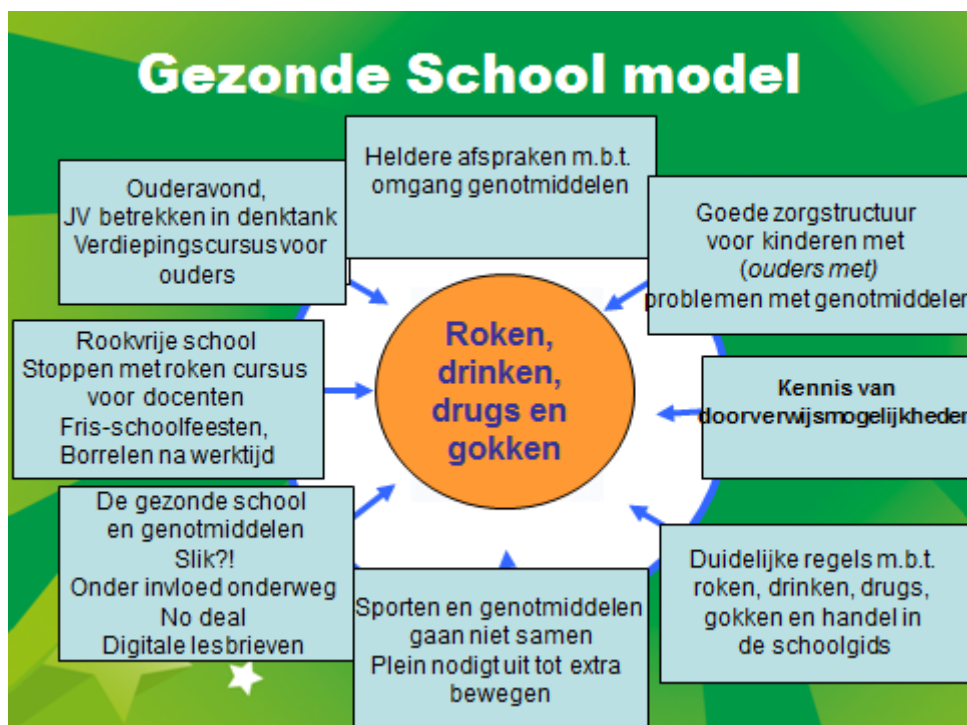 Gezonde School model
Heldere afspraken m.b.t.
omgang genotmiddelen
Ouderavond,
JV betrekken in denktank
Verdiepingscursus voor
ouders
Goede zorgstructuur
voor kinderen met
(ouders met)
problemen met genotmiddelen
Rookvrije school
Stoppen met roken cursus
voor docenten
Fris-schoolfeesten,
Borrelen na werktijd
Roken,
drinken,
drugs en
gokken
Kennis van
doorverwijsmogelijkheden
De gezonde school
en genotmiddelen
Slik?!
Onder invloed onderweg
No deal
Digitale lesbrieven
Sporten en genotmiddelen
gaan niet samen
Plein nodigt uit tot extra
bewegen
Duidelijke regels m.b.t.
roken, drinken, drugs,
gokken en handel in
de schoolgids